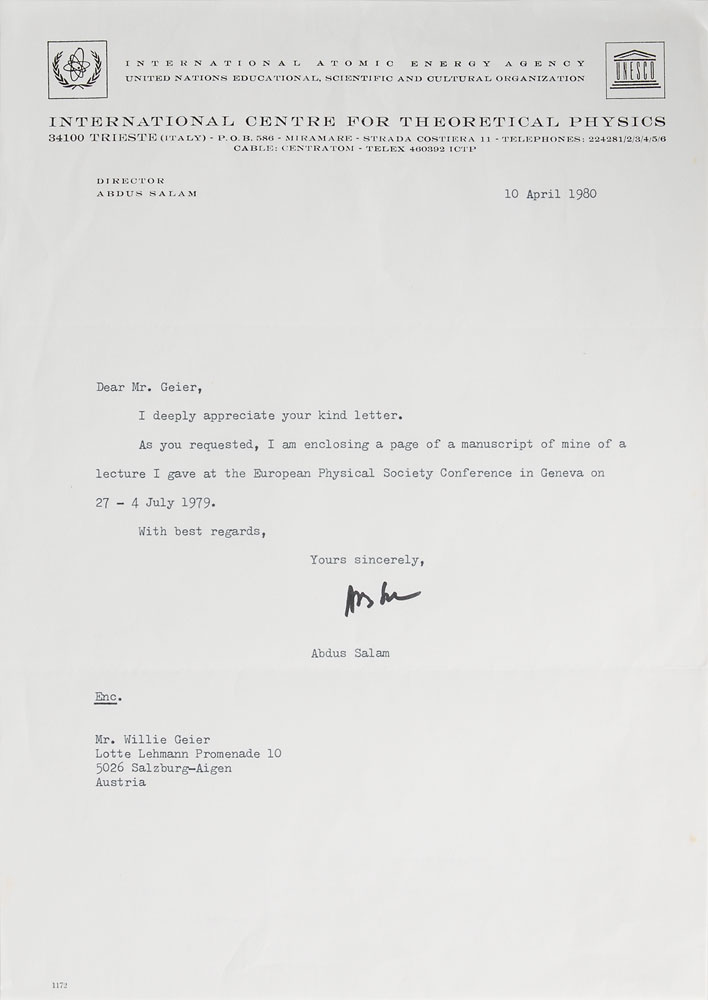 INTERNATIONAL ATOMIC ENERGY AGENCY
UNITED NATIONS EDUCATIONAL, SCIENTIFIC AND CULTURAL ORGANIZATION
UNESCO
INTERNATIONAL CENTRE FOR THEORETICAL PHYSICS
34100 TRIESTE (ITALY) - P. O. B. 586 - MIRAMARE - STRADA COSTIERA 11 - TELEPHONES: 224281/2/3/4/5/6
CABLE: CENTRATOM - TELEX 460392 ICTP
DIRECTOR
ABDUS SALAM
10 April 1980
Dear Mr. Geier,
I deeply appreciate your kind letter.
As you requested, I am enclosing a page of a manuscript of mine of a
lecture I gave at the European Physical Society Conference in Geneva on
27 - 4 July 1979.
With best regards,
Yours sincerely,
Abdus Salam
Enc.
Mr. Willie Geier
Lotte Lehmann Promenade 10
5026 Salzburg-Aigen
Austria
1172